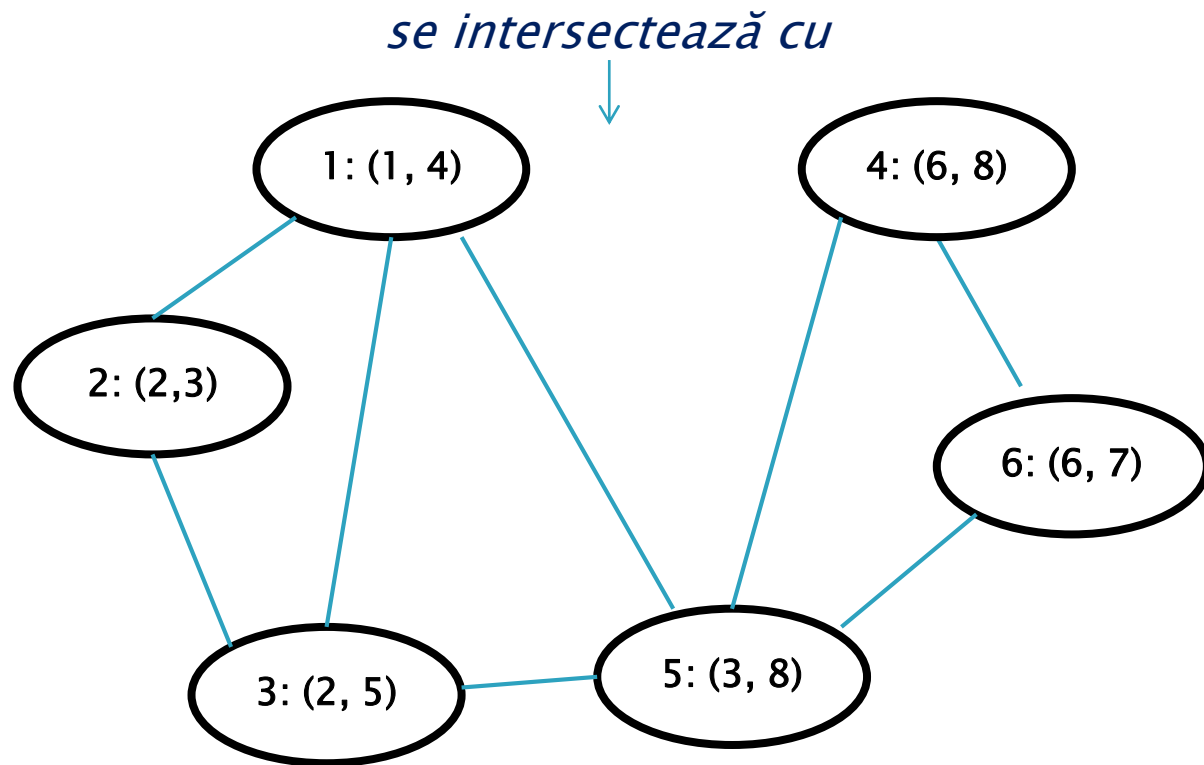 se intersectează cu
1: (1, 4)
4: (6, 8)
2: (2,3)
6: (6, 7)
3: (2, 5)
5: (3, 8)